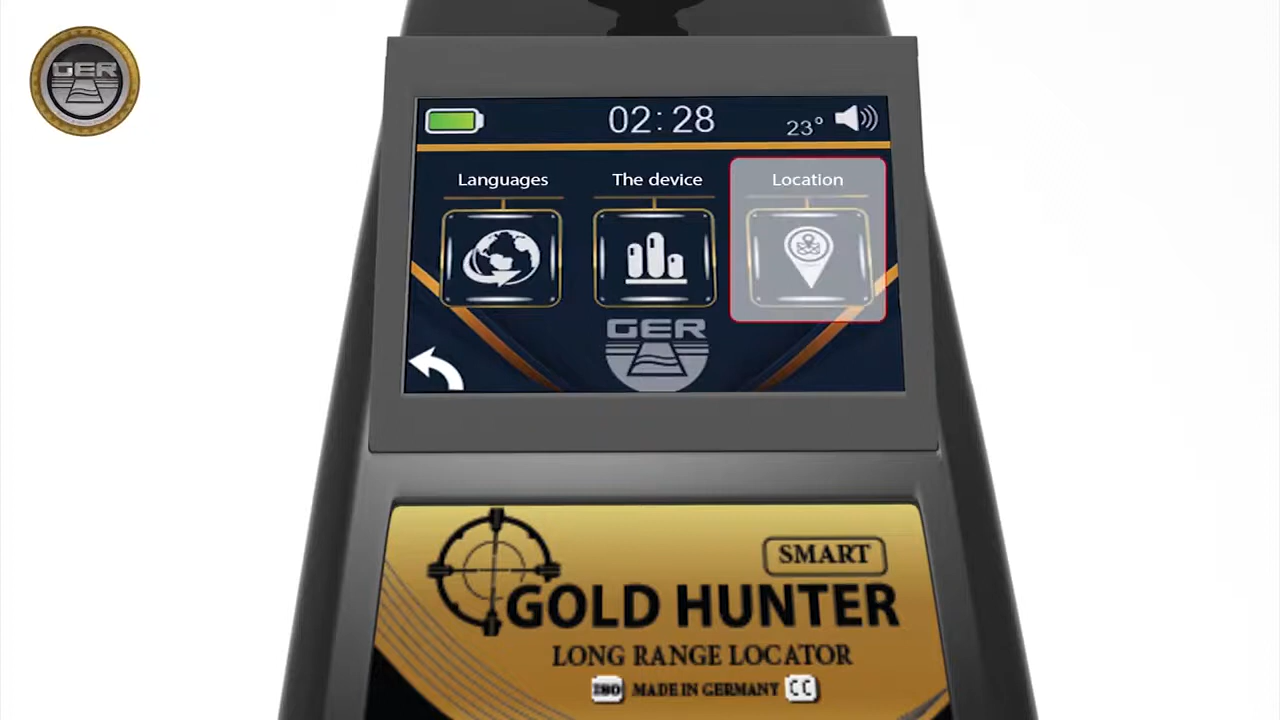 GER
02:28
23°
Languages
The device
Location
GER
SMART
GOLD HUNTER
LONG RANGE LOCATOR
ISO MADE IN GERMANY CC